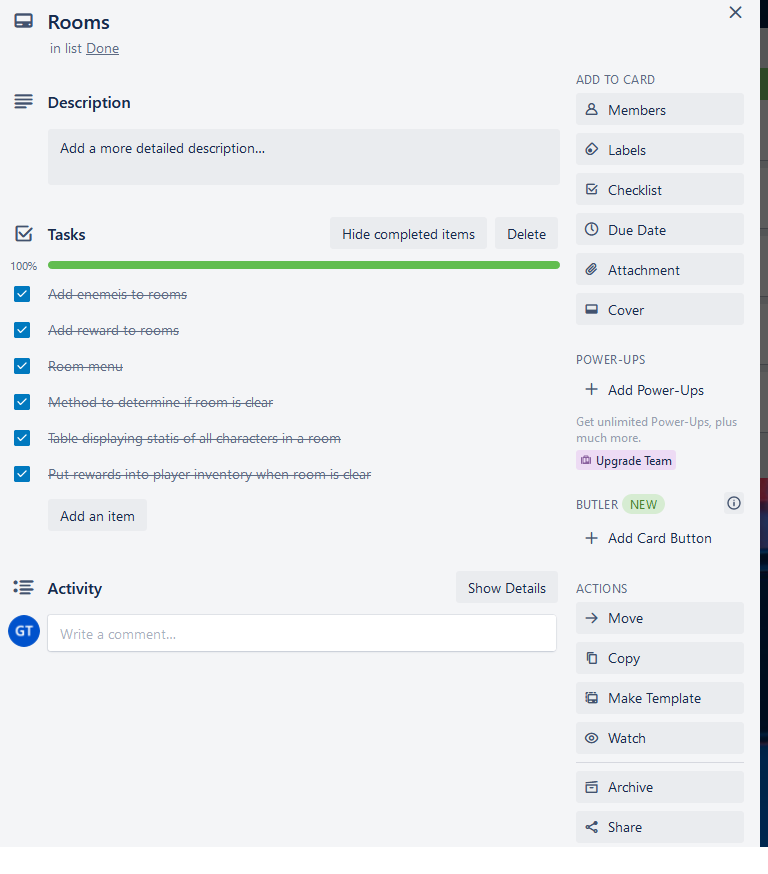 Rooms
in list Done
Description
Add a more detailed description...
Tasks
Hide completed items
Delete
100%
Add enemeis to rooms
Add reward to rooms
Room menu
Method to determine if room is clear
Table displaying statis of all characters in a room
Put rewards into player inventory when room is clear
Add an item
Activity
Show Details
GT
Write a comment...
ADD TO CARD
Members
Labels
Checklist
Due Date
Attachment
Cover
POWER-UPS
Add Power-Ups
Get unlimited Power-Ups, plus
much more.
Upgrade Team
BUTLER NEW
Add Card Button
ACTIONS
Move
Copy
Make Template
Watch
Archive
Share